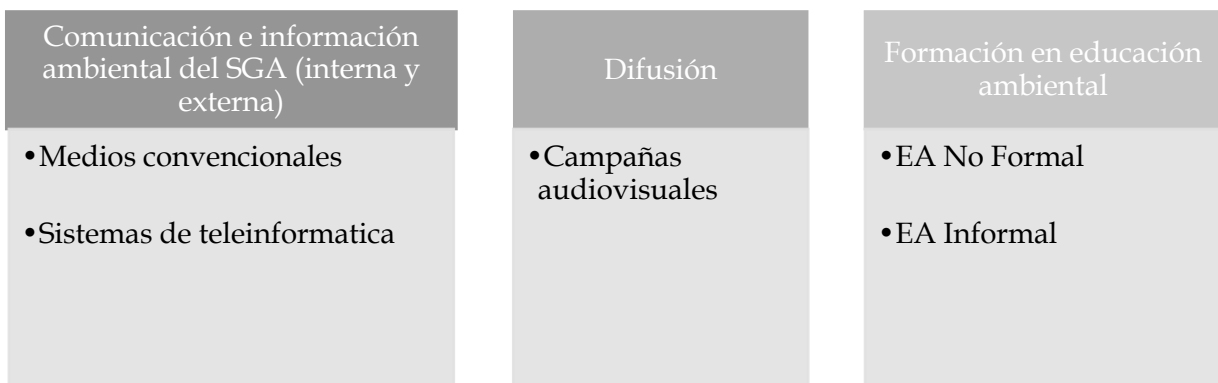 Comunicación e información
ambiental del SGA (interna y
externa)
•Medios convencionales
•Sistemas de teleinformatica
Difusión
•Campañas
audiovisuales
Formación en educación
ambiental
•EA No Formal
•EA Informal